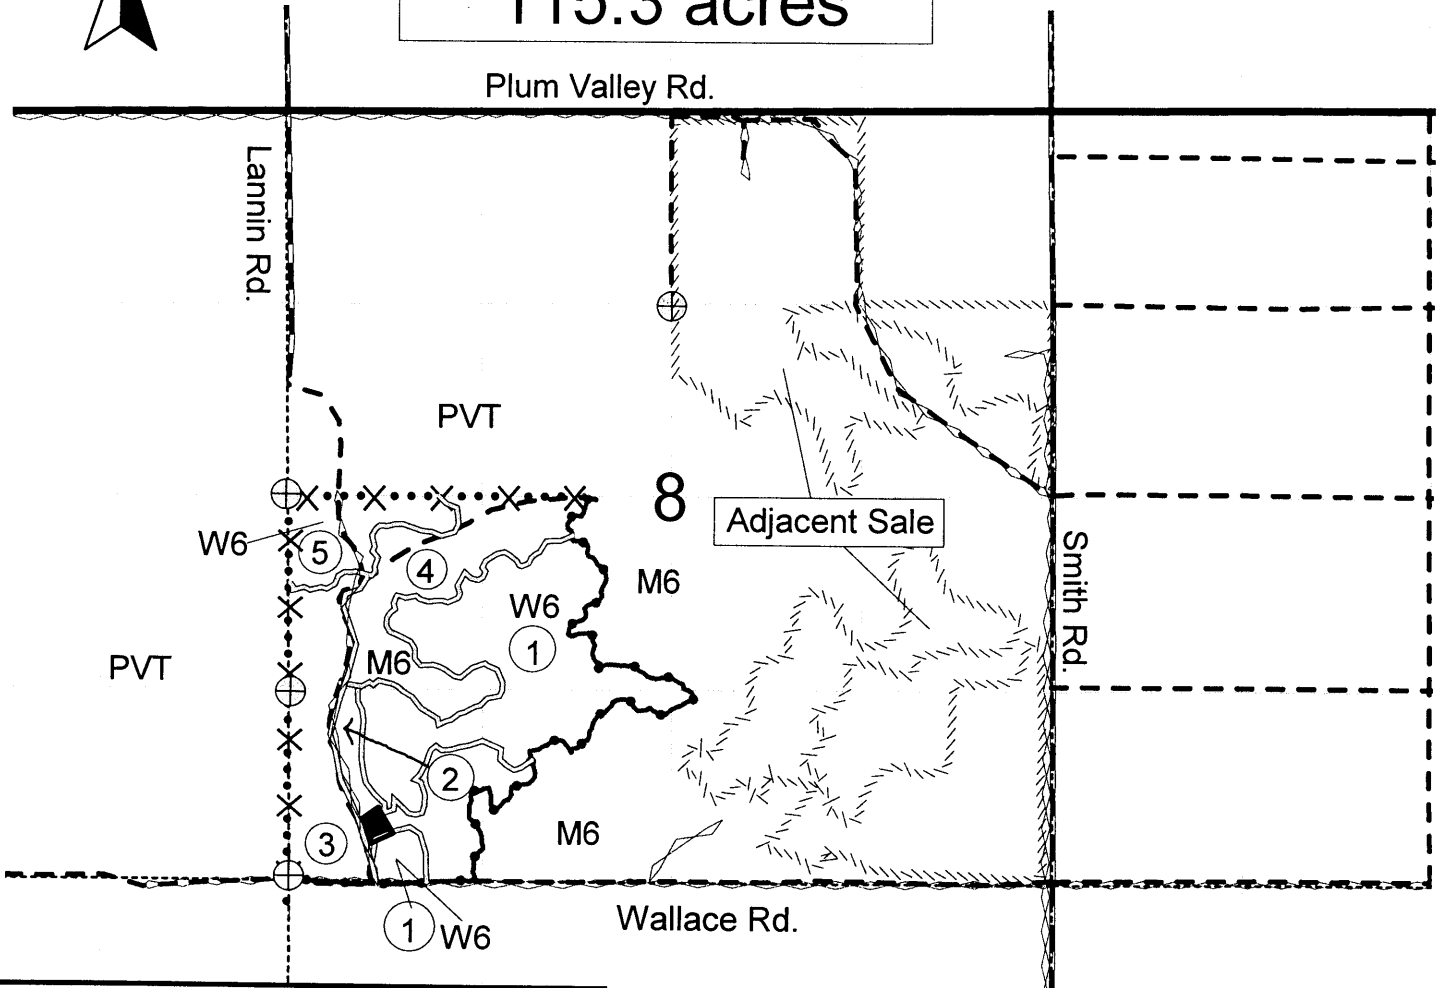 115.3 acres
Plum Valley Rd.
Lannin Rd.
PVT
8
Adjacent Sale
W6
5
4
M6
Smith Rd.
W6
1
PVT
M6
2
3
M6
1
W6
Wallace Rd.